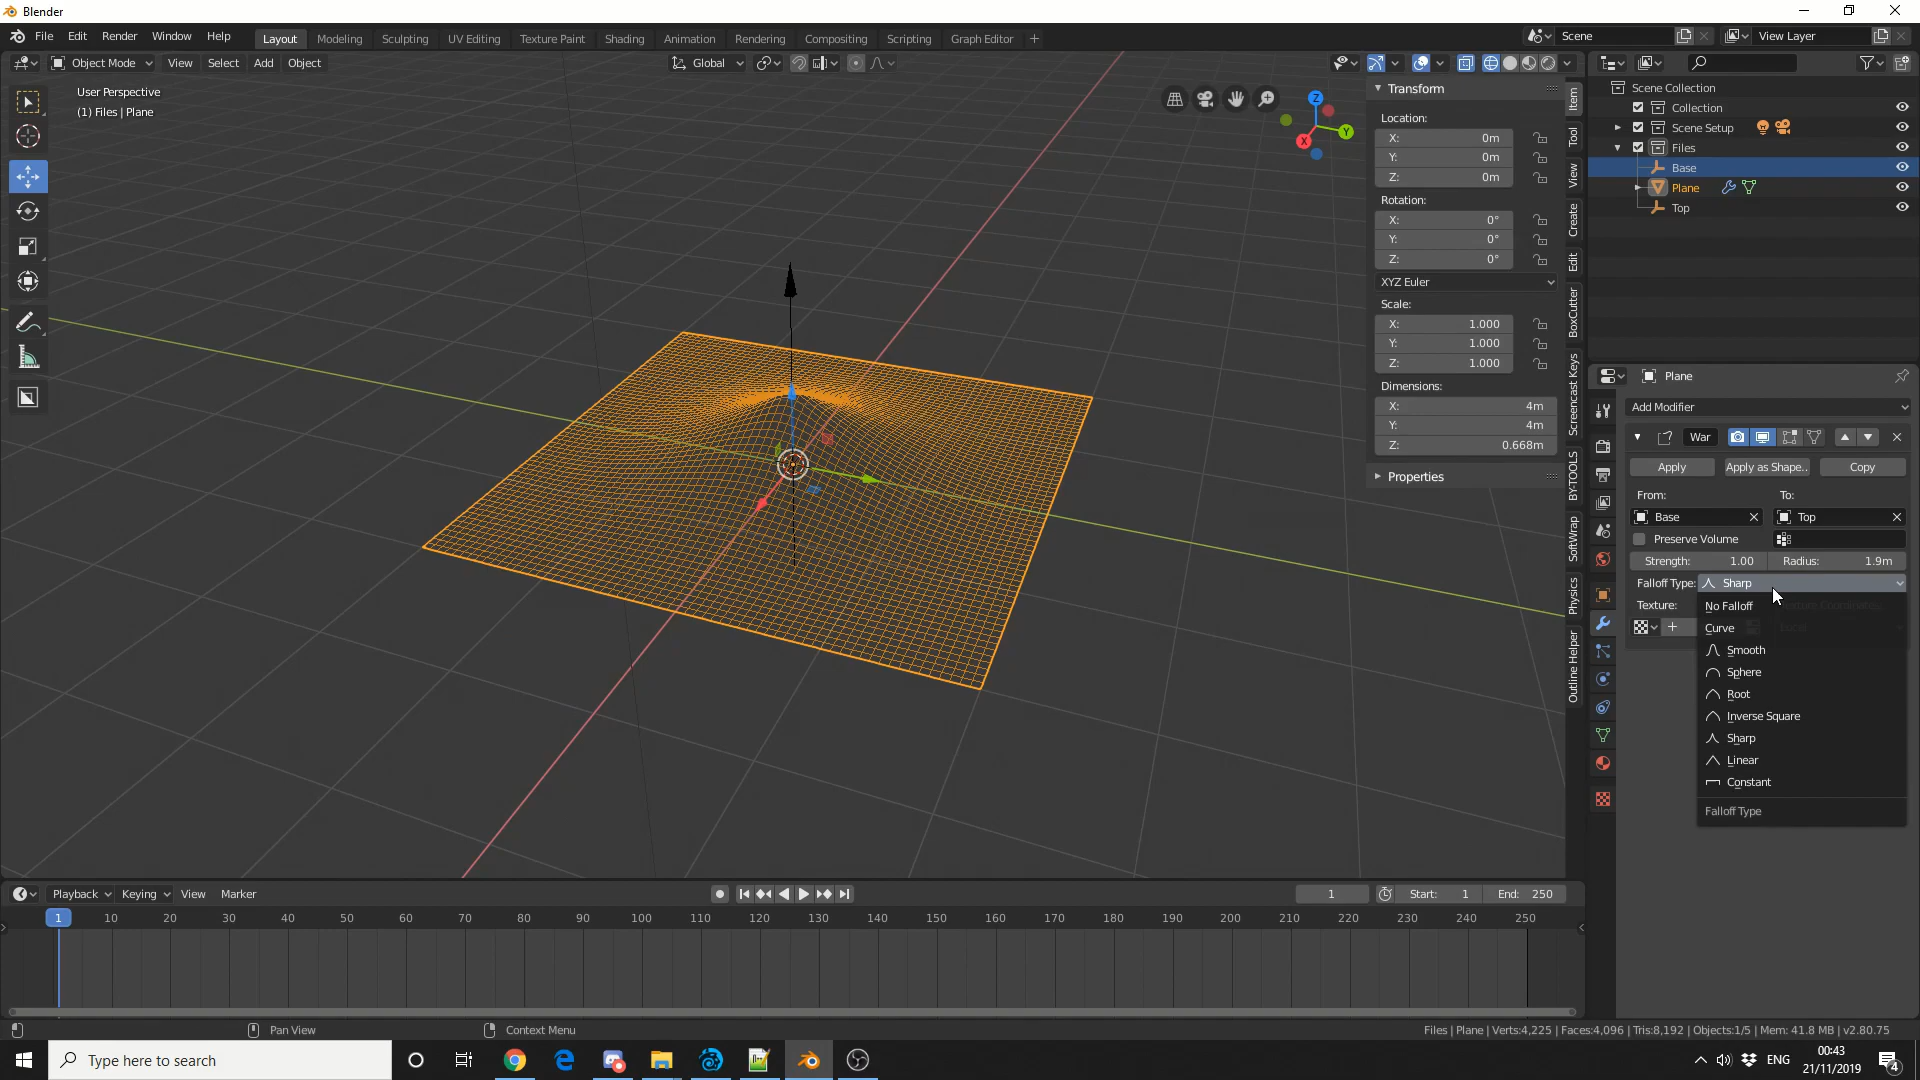 Blender
File Edit Render Window Help
Layout Modeling Sculpting UV Editing Texture Paint Shading Animation Rendering Compositing Scripting Graph Editor +
Scene
View Layer
Object Mode View Select Add Object
Global
User Perspective
(1) Files | Plane
Z
Y
X
Transform
Location:
X: 0m
Y: 0m
Z: 0m
Rotation:
X: 0°
Y: 0°
Z: 0°
XYZ Euler
Scale:
X: 1.000
Y: 1.000
Z: 1.000
Dimensions:
X: 4m
Y: 4m
Z: 0.668m
Properties
Item
Tool
View
Create
Edit
BoxCutter
Screencast Keys
BY-TOOLS
SoftWrap
Physics
Outline Helper
Scene Collection
Collection
Scene Setup
Files
Base
Plane
Top
Plane
Add Modifier
War
Apply Apply as Shape.. Copy
From: To:
Base Top
Preserve Volume
Strength: 1.00 Radius: 1.9m
Falloff Type: Sharp
Texture:
No Falloff
Curve
Smooth
Sphere
Root
Inverse Square
Sharp
Linear
Constant
Falloff Type
Playback Keying View Marker
1 Start: 1 End: 250
1 10 20 30 40 50 60 70 80 90 100 110 120 130 140 150 160 170 180 190 200 210 220 230 240 250
Pan View
Context Menu
Files | Plane | Verts:4,225 | Faces:4,096 | Tris:8,192 | Objects:1/5 | Mem: 41.8 MB | v2.80.75
Type here to search
ENG
00:43
21/11/2019
4